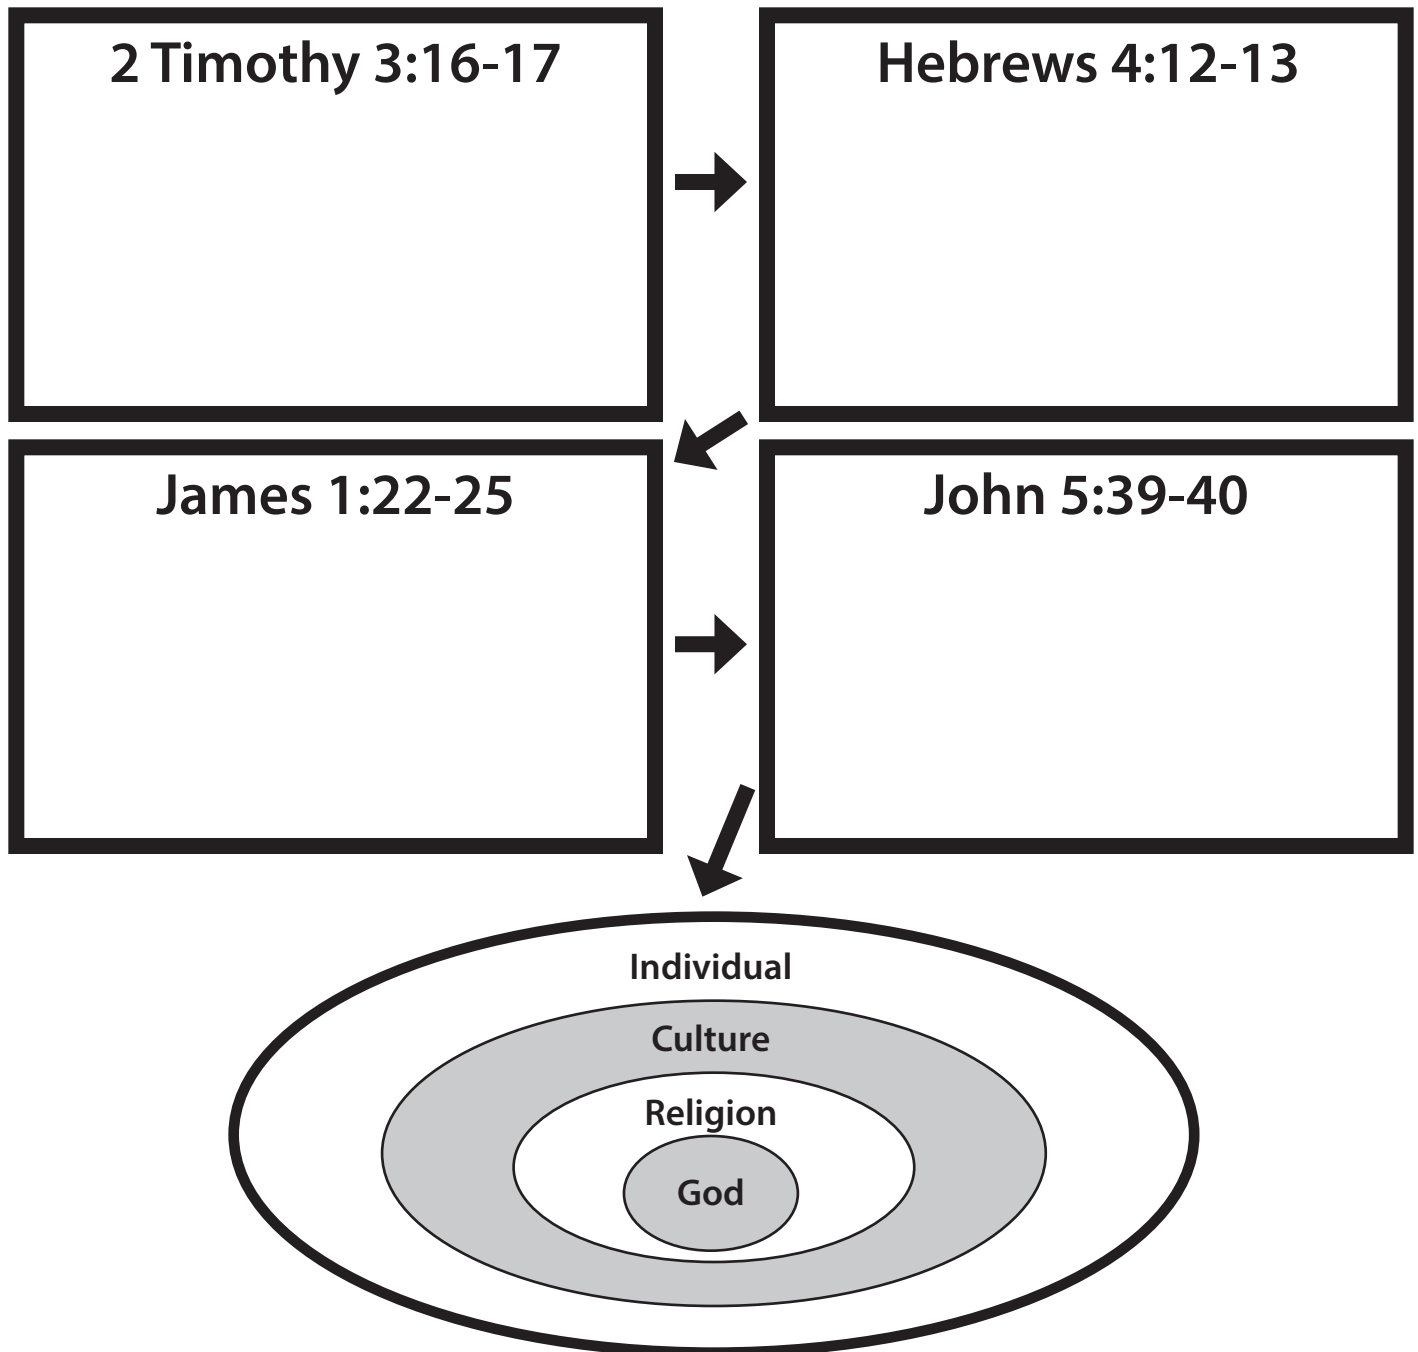 2 Timothy 3:16-17
Hebrews 4:12-13
James 1:22-25
John 5:39-40
Individual
Culture
Religion
God